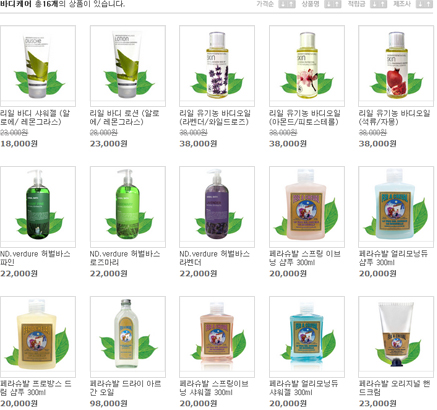 바디케어 총16개의 상품이 있습니다.
가격순 상품명 적립금 제조사
리일 샤워젤 (알로에/ 레몬그라스)
23,000원
18,000원
리일 바디 로션 (알로에/ 레몬그라스)
28,000원
23,000원
리일 유기농 바디오일 (라벤더/와일드로즈)
38,000원
38,000원
리일 유기농 바디오일 (아몬드/피로스테롤)
38,000원
38,000원
리일 유기농 바디오일 (석류/자몽)
38,000원
38,000원
ND.verdure 허벌바스 파인
22,000원
ND.verdure 허벌바스 로즈마리
22,000원
ND.verdure 허벌바스 라벤더
22,000원
페라슈발 스프링 이브닝 샴푸 300ml
20,000원
페라슈발 얼리모닝듀 샴푸 300ml
20,000원
페라슈발 프로방스 드림 샴푸 300ml
20,000원
페라슈발 드라이 아르간 오일
98,000원
페라슈발 스프링이브닝 샤워젤 300ml
20,000원
페라슈발 얼리모닝듀 샤워젤 300ml
20,000원
페라슈발 오리지널 핸드크림
23,000원